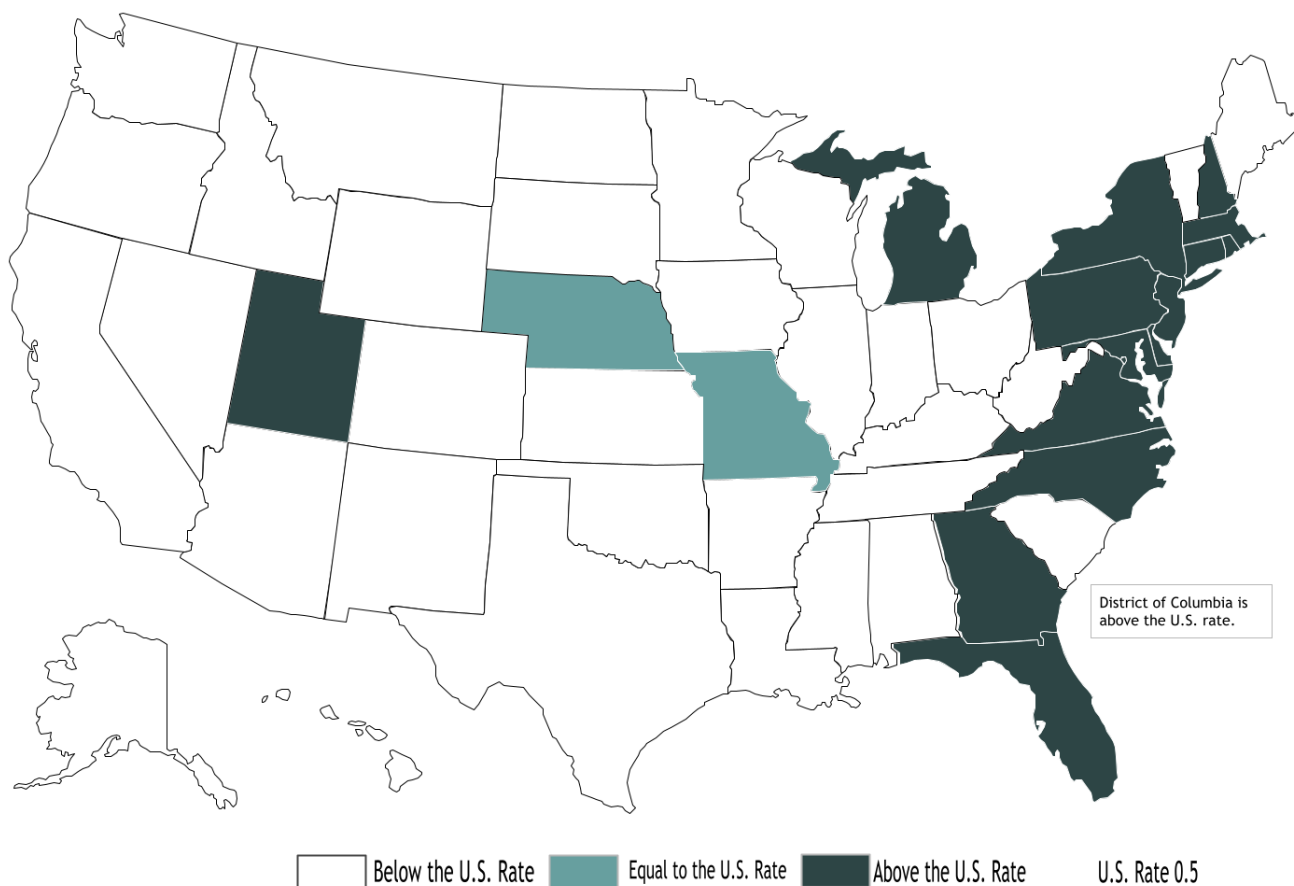 District of Columbia is
above the U.S. rate.
Below the U.S. Rate Equal to the U.S. Rate Above the U.S. Rate U.S. Rate 0.5